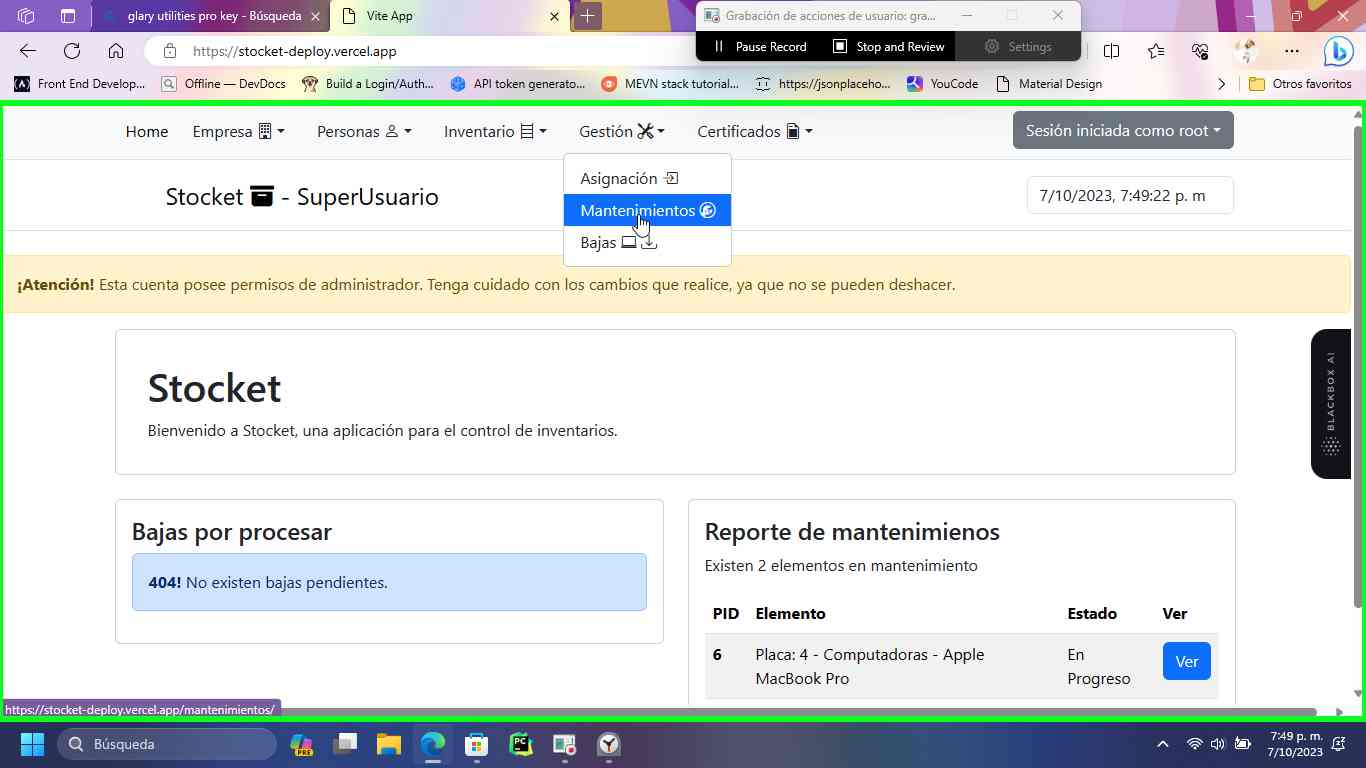 glary utilities pro key - Búsqueda
Vite App
Grabación de acciones de usuario: gra...
Pause Record
Stop and Review
Settings
https://stocket-deploy.vercel.app
Front End Develop...
Offline — DevDocs
Build a Login/Auth...
API token generato...
MEVN stack tutorial...
https://jsonplaceho...
YouCode
Material Design
Otros favoritos
Home
Empresa
Personas
Inventario
Gestión
Certificados
Sesión iniciada como root
Asignación
Mantenimientos
Bajas
Stocket - SuperUsuario
7/10/2023, 7:49:22 p. m
¡Atención! Esta cuenta posee permisos de administrador. Tenga cuidado con los cambios que realice, ya que no se pueden deshacer.
Stocket
Bienvenido a Stocket, una aplicación para el control de inventarios.
BLACKBOX AI
Bajas por procesar
404! No existen bajas pendientes.
Reporte de mantenimienos
Existen 2 elementos en mantenimiento
PID Elemento Estado Ver
6 Placa: 4 - Computadoras - Apple MacBook Pro En Progreso Ver
https://stocket-deploy.vercel.app/mantenimientos/
Búsqueda
PRE
PC
7:49 p. m.
7/10/2023